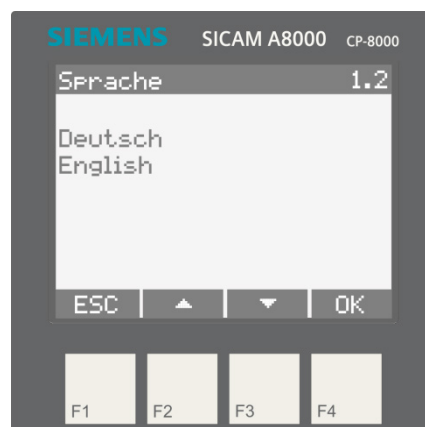 SIEMENS SICAM A8000 CP-8000
Sprache 1.2
Deutsch
English
ESC ▲ ▼ OK
F1 F2 F3 F4